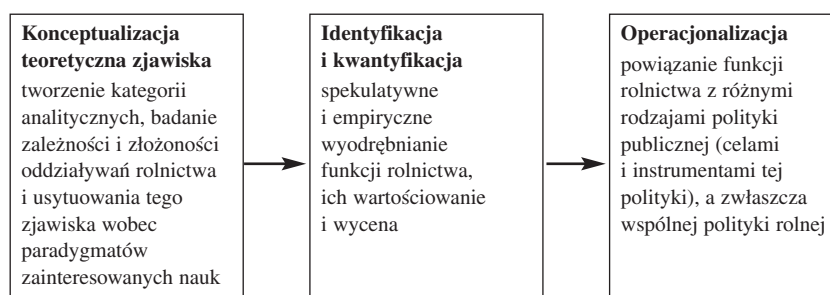 Konceptualizacja
teoretyczna zjawiska
tworzenie kategorii
analitycznych, badanie
zależności i złożoności
oddziaływań rolnictwa
i usytuowania tego
zjawiska wobec
paradygmatów
zainteresowanych nauk
Identyfikacja
i kwantyfikacja
spekulatywne
i empiryczne
wyodrębnianie
funkcji rolnictwa,
ich wartościowanie
i wycena
Operacjonalizacja
powiązanie funkcji
rolnictwa z różnymi
rodzajami polityki
publicznej (celami
i instrumentami tej
polityki), a zwłaszcza
wspólnej polityki rolnej